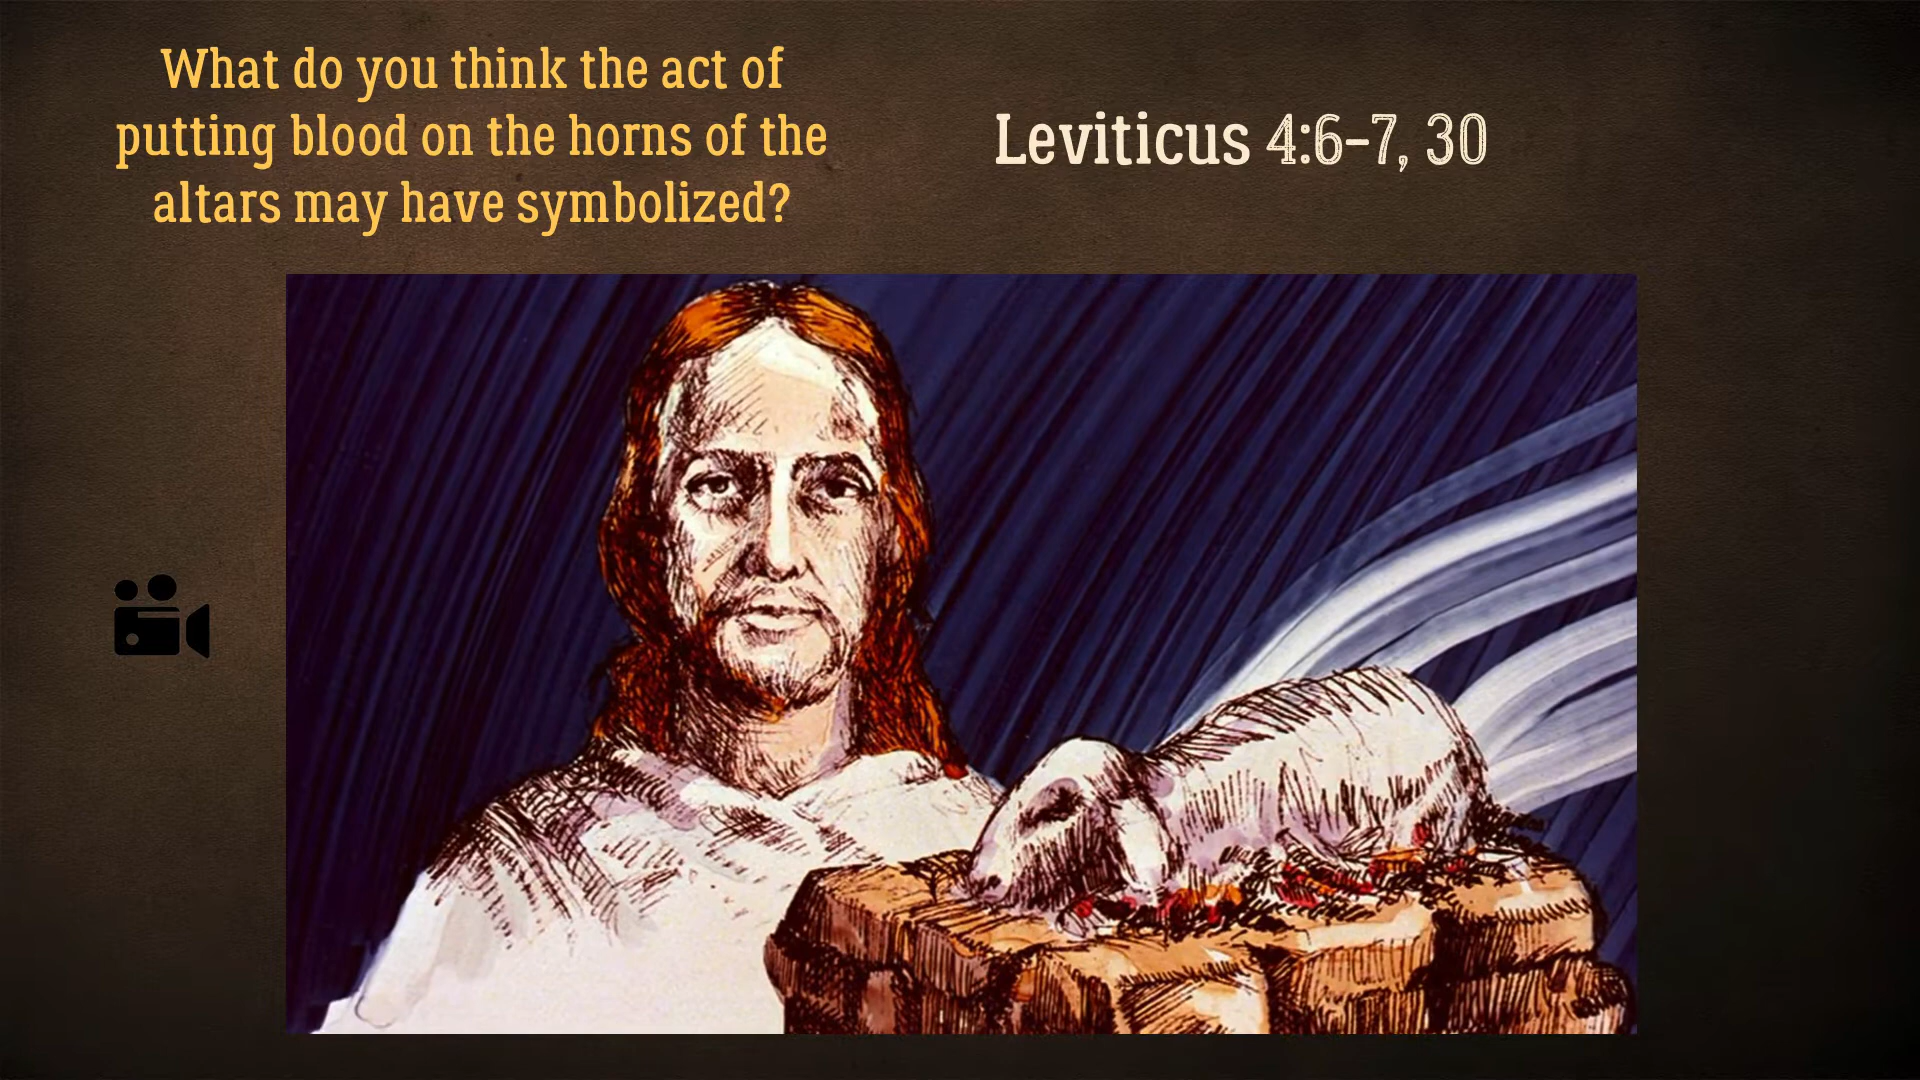 What do you think the act of
putting blood on the horns of the
altars may have symbolized?
Leviticus 4:6–7, 30